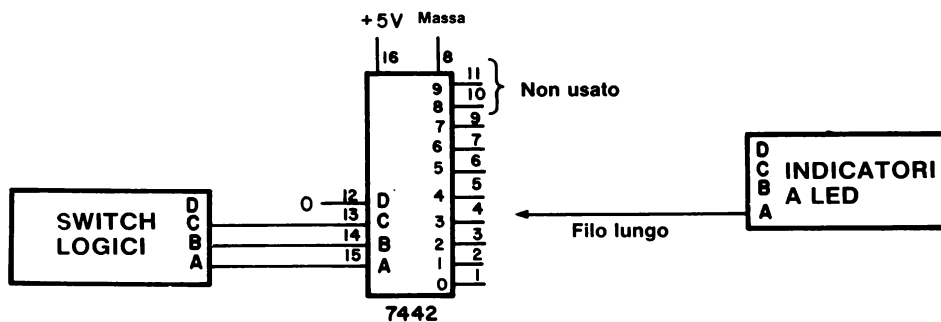 +5V Massa
16 8
9 11
8 10
Non usato
7 9
6 7
5 6
4 5
3 4
2 3
1 2
0 1
0 12 D
13 C
14 B
15 A
7442
SWITCH
LOGICI
D
C
B
A
Filo lungo
D
C
B
A
INDICATORI
A LED